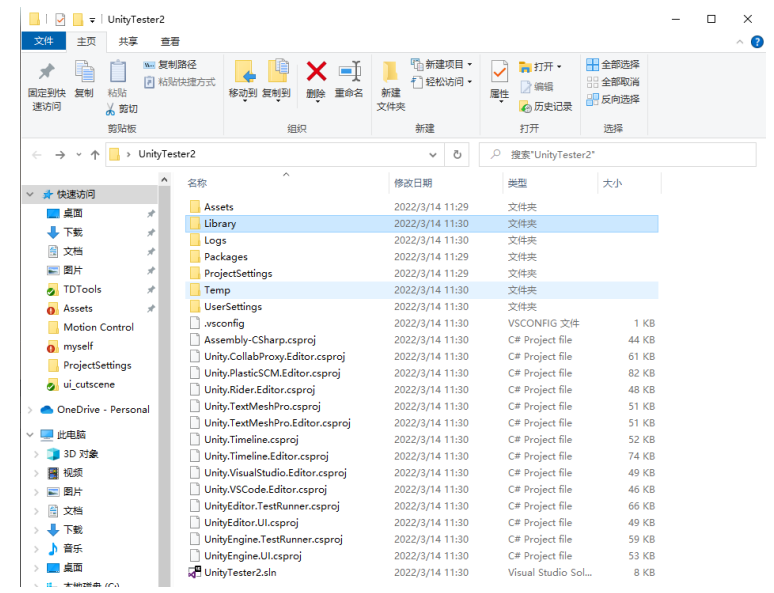 UnityTester2
文件 主页 共享 查看
固定到快速访问
复制
粘贴
复制路径
粘贴快捷方式
剪切
移动到 复制到 删除 重命名
新建文件夹
新建项目
轻松访问
属性
打开
编辑
历史记录
全部选择
全部取消
反向选择
剪贴板 组织 新建 打开 选择
UnityTester2
搜索"UnityTester2"
快速访问
桌面
下载
文档
图片
TDTools
Assets
Motion Control
myself
ProjectSettings
ui_cutscene
OneDrive - Personal
此电脑
3D 对象
视频
图片
文档
下载
音乐
桌面
名称 修改日期 类型 大小
Assets 2022/3/14 11:29 文件夹
Library 2022/3/14 11:30 文件夹
Logs 2022/3/14 11:30 文件夹
Packages 2022/3/14 11:29 文件夹
ProjectSettings 2022/3/14 11:29 文件夹
Temp 2022/3/14 11:30 文件夹
UserSettings 2022/3/14 11:30 文件夹
.vsconfig 2022/3/14 11:30 VSCONFIG 文件 1 KB
Assembly-CSharp.csproj 2022/3/14 11:30 C# Project file 44 KB
Unity.CollabProxy.Editor.csproj 2022/3/14 11:30 C# Project file 61 KB
Unity.PlasticSCM.Editor.csproj 2022/3/14 11:30 C# Project file 82 KB
Unity.Rider.Editor.csproj 2022/3/14 11:30 C# Project file 48 KB
Unity.TextMeshPro.csproj 2022/3/14 11:30 C# Project file 51 KB
Unity.TextMeshPro.Editor.csproj 2022/3/14 11:30 C# Project file 51 KB
Unity.Timeline.csproj 2022/3/14 11:30 C# Project file 52 KB
Unity.Timeline.Editor.csproj 2022/3/14 11:30 C# Project file 74 KB
Unity.VisualStudio.Editor.csproj 2022/3/14 11:30 C# Project file 49 KB
Unity.VSCode.Editor.csproj 2022/3/14 11:30 C# Project file 46 KB
UnityEditor.TestRunner.csproj 2022/3/14 11:30 C# Project file 66 KB
UnityEditor.UI.csproj 2022/3/14 11:30 C# Project file 49 KB
UnityEngine.TestRunner.csproj 2022/3/14 11:30 C# Project file 59 KB
UnityEngine.UI.csproj 2022/3/14 11:30 C# Project file 53 KB
UnityTester2.sln 2022/3/14 11:30 Visual Studio Sol... 8 KB